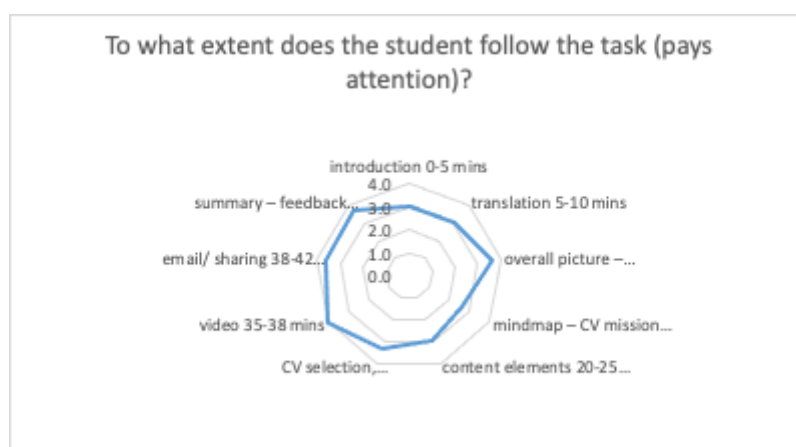 To what extent does the student follow the task (pays
attention)?
introduction 0-5 mins
4.0
summary – feedback...
3.0
translation 5-10 mins
2.0
email/ sharing 38-42...
1.0
overall picture –...
0.0
video 35-38 mins
mindmap – CV mission...
CV selection,...
content elements 20-25...